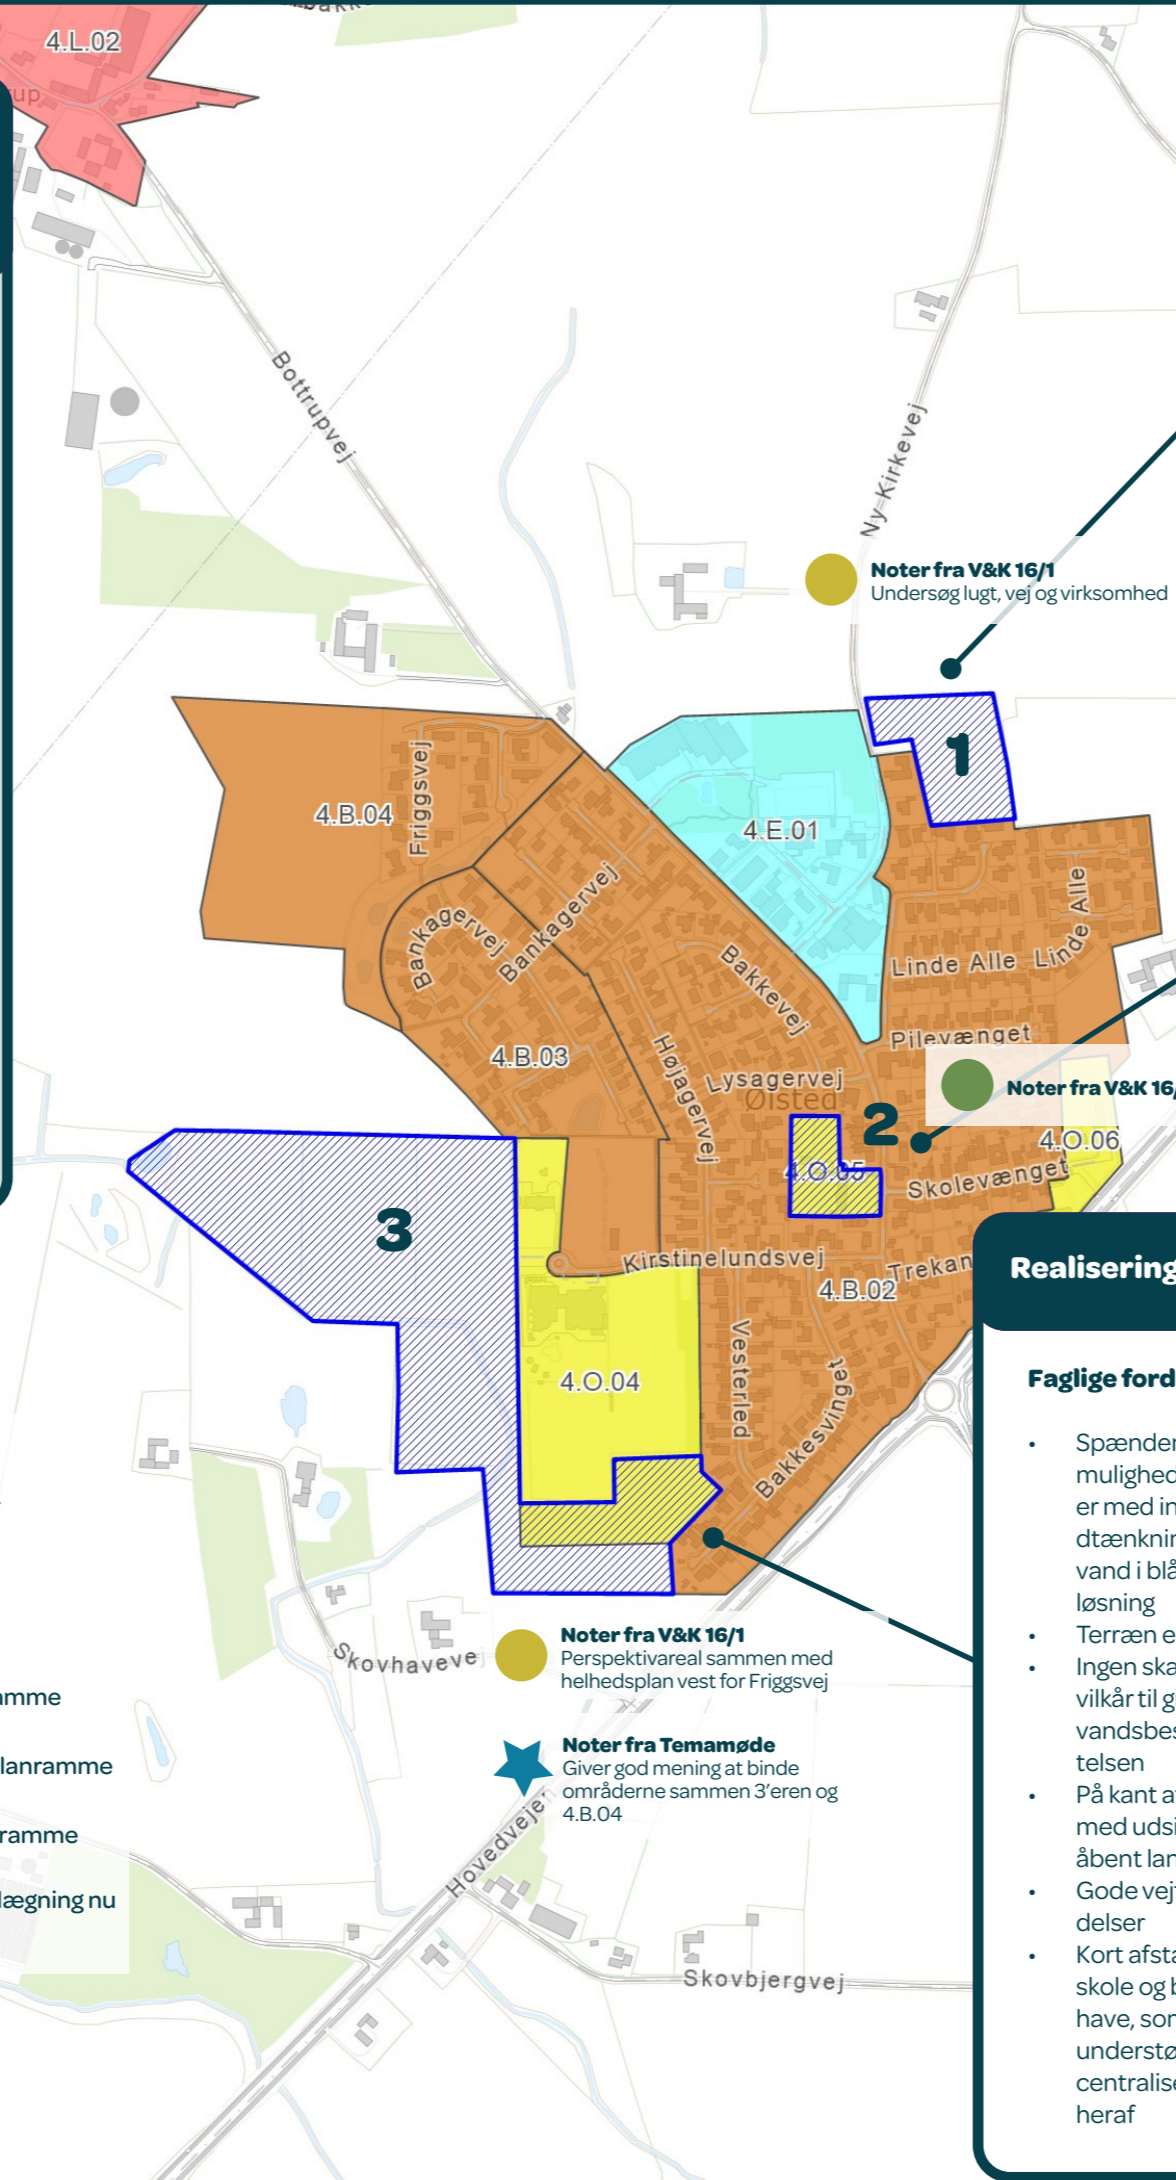 4.L.02
Bottrupvej
Ny Kirkevej
Noter fra V&K 16/1
Undersøg lugt, vej og virksomhed
1
4.B.04
Friggsvej
4.E.01
Bankagervej
Bankagervej
Bakkevej
Linde Alle
Linde Alle
Pilevænget
4.B.03
Højagervej
Lysagervej
Ølsted
Noter fra V&K 16/
2
4.O.06
4.O.05
Skolevænget
3
Kirstinelundsvej
Trekan
4.B.02
Realisering
Vesterled
4.O.04
Bakkesvinget
Faglige ford
• Spænder
mulighed
er med in
dtænknin
vand i blå
løsning
• Terræn e
• Ingen ska
vilkår til g
vandsbes
telsen
• På kant a
med udsi
åbent lan
• Gode vej
delser
• Kort afsta
skole og b
have, som
understø
centralise
heraf
Skovhaveve
Noter fra V&K 16/1
Perspektivareal sammen med
helhedsplan vest for Friggsvej
Noter fra Temamøde
Giver god mening at binde
områderne sammen 3'eren og
4.B.04
amme
lanramme
ramme
lægning nu
Hovedvejen
Skovbjergvej